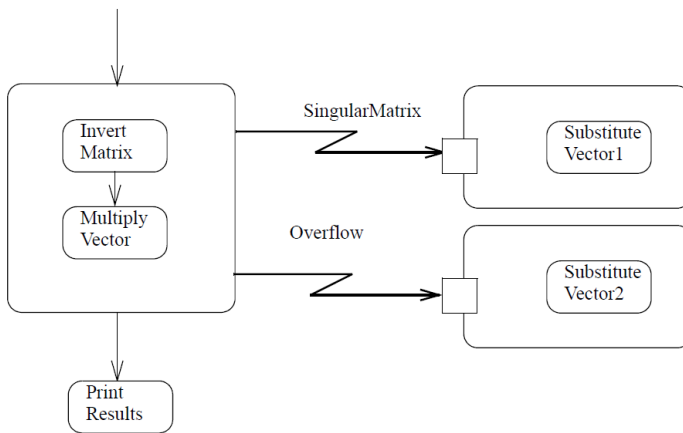 SingularMatrix
Invert
Matrix
Substitute
Vector1
Multiply
Vector
Overflow
Substitute
Vector2
Print
Results